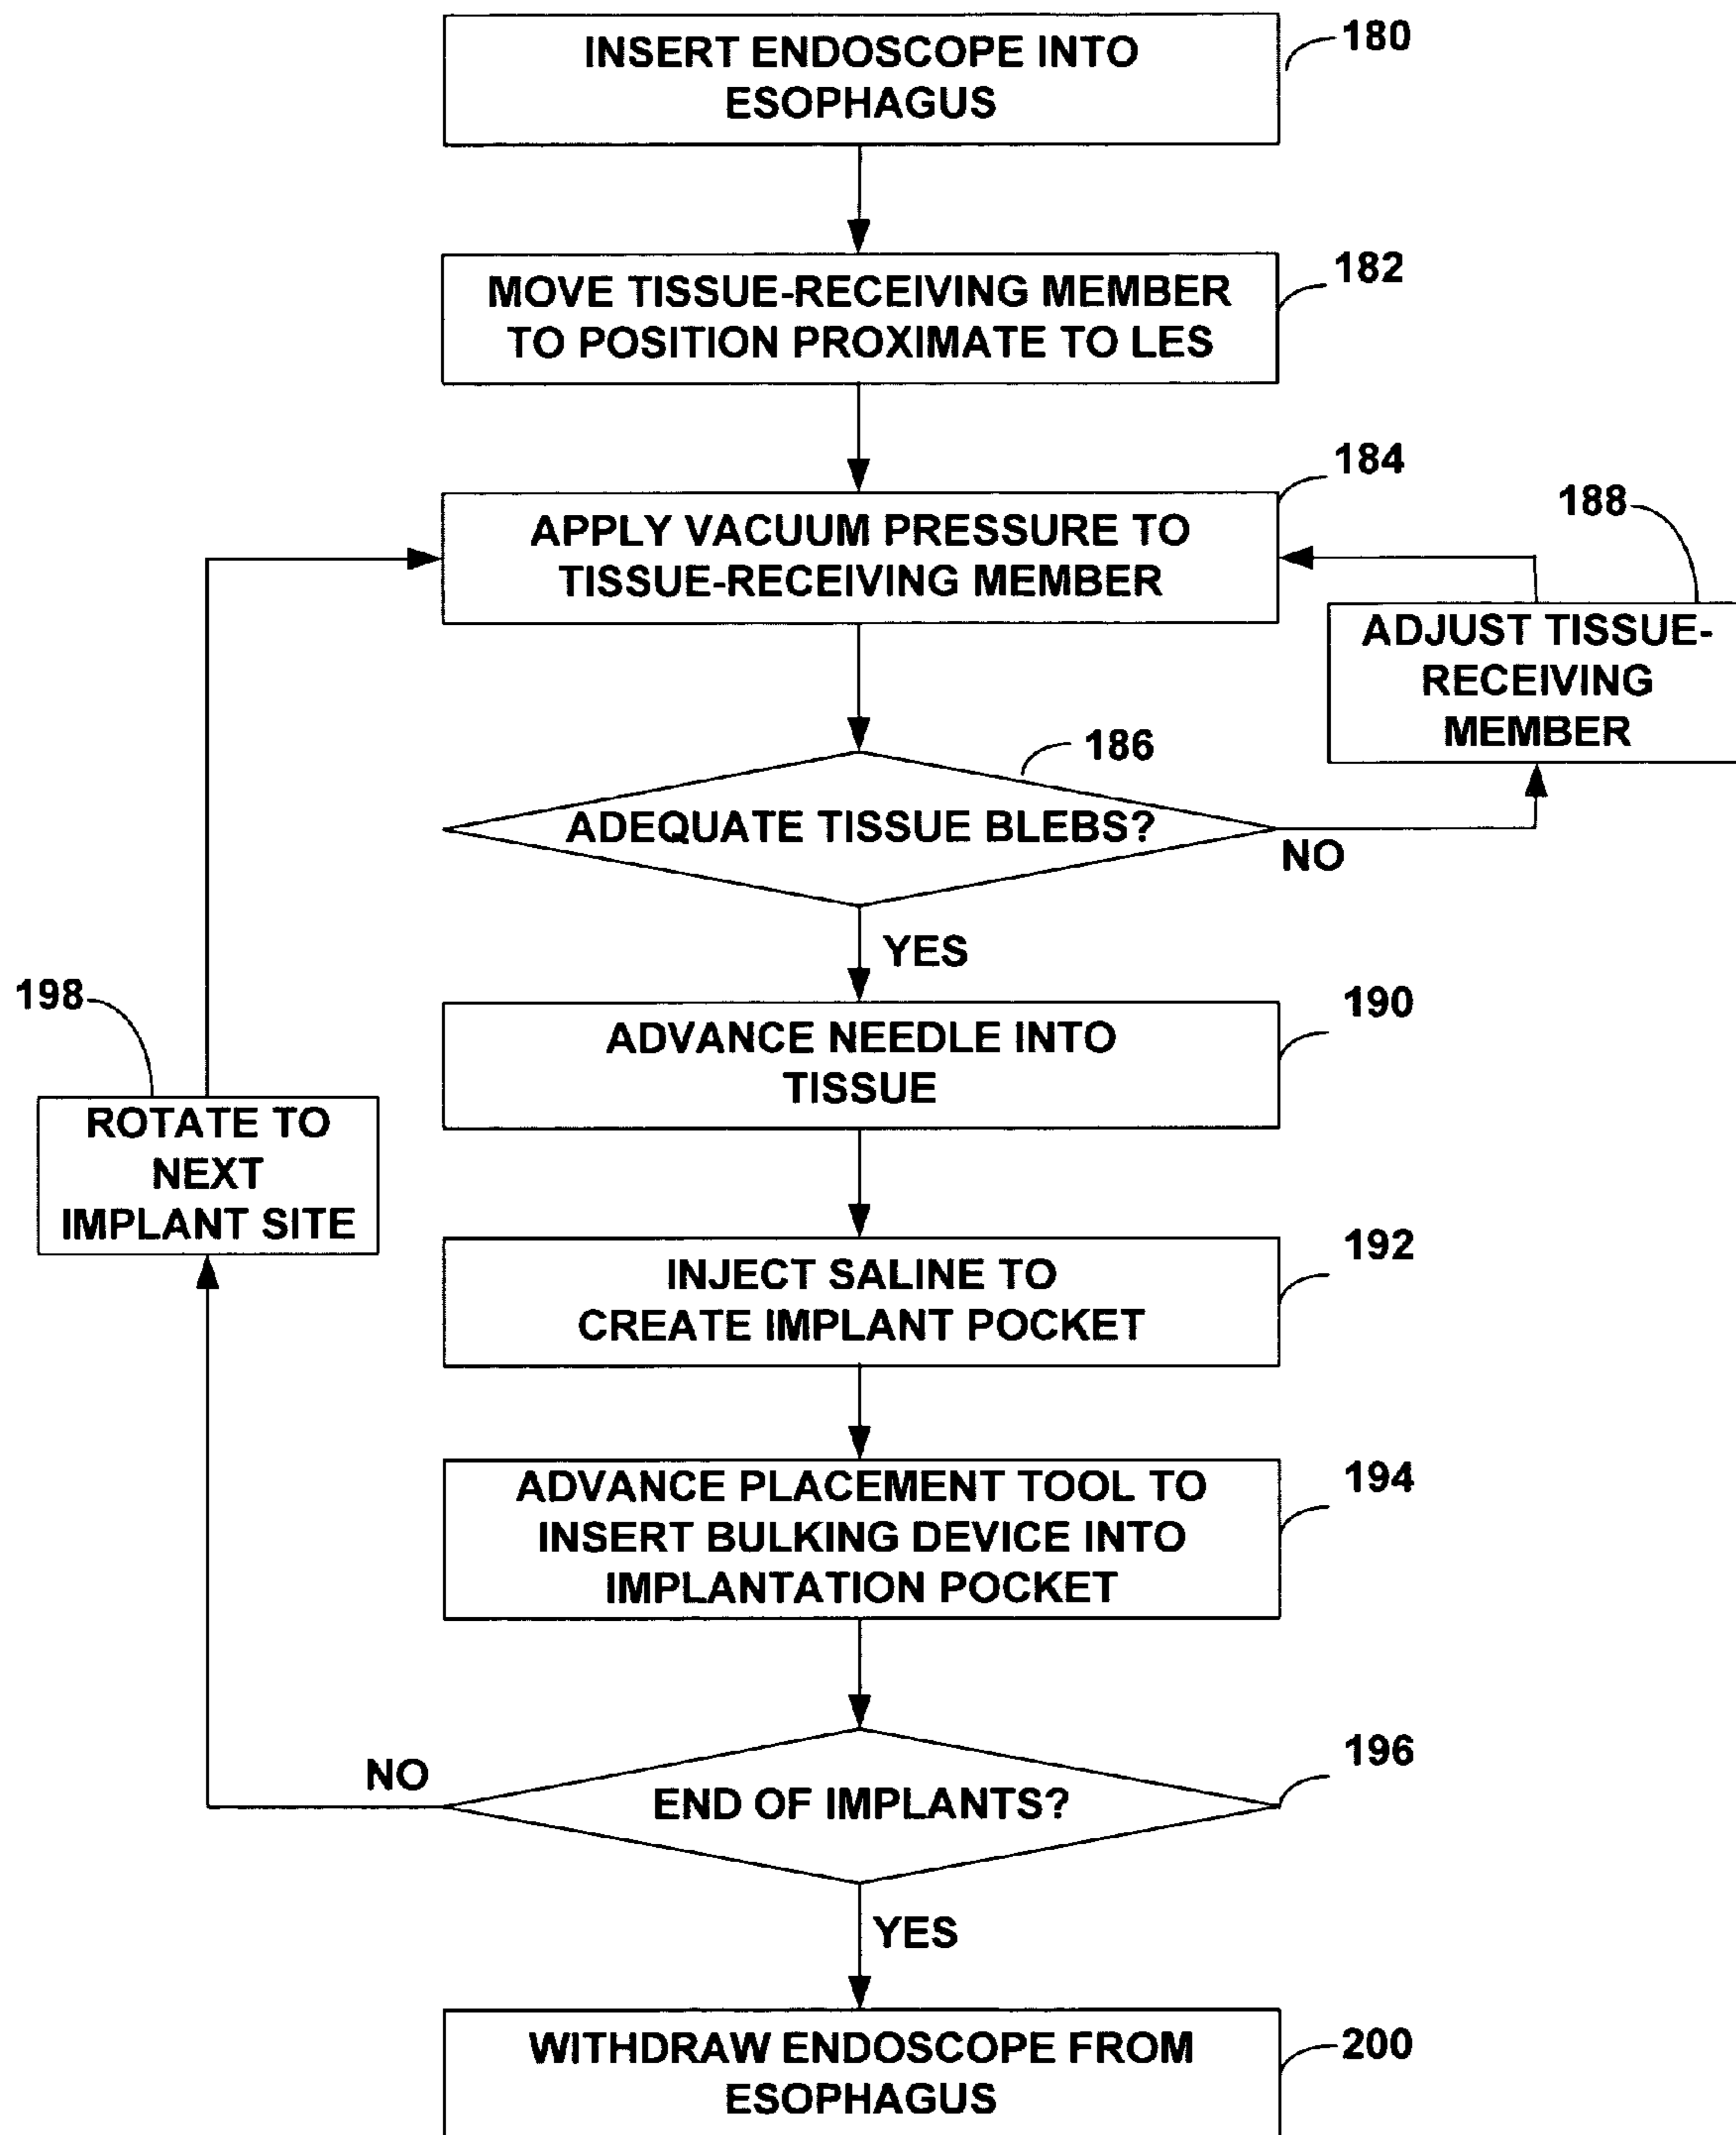 INSERT ENDOSCOPE INTO
ESOPHAGUS
180
MOVE TISSUE-RECEIVING MEMBER
TO POSITION PROXIMATE TO LES
182
APPLY VACUUM PRESSURE TO
TISSUE-RECEIVING MEMBER
184
188
ADJUST TISSUE-
RECEIVING
MEMBER
186
ADEQUATE TISSUE BLEBS?
NO
YES
198
ROTATE TO
NEXT
IMPLANT SITE
ADVANCE NEEDLE INTO
TISSUE
190
INJECT SALINE TO
CREATE IMPLANT POCKET
192
ADVANCE PLACEMENT TOOL TO
INSERT BULKING DEVICE INTO
IMPLANTATION POCKET
194
NO
END OF IMPLANTS?
196
YES
WITHDRAW ENDOSCOPE FROM
ESOPHAGUS
200